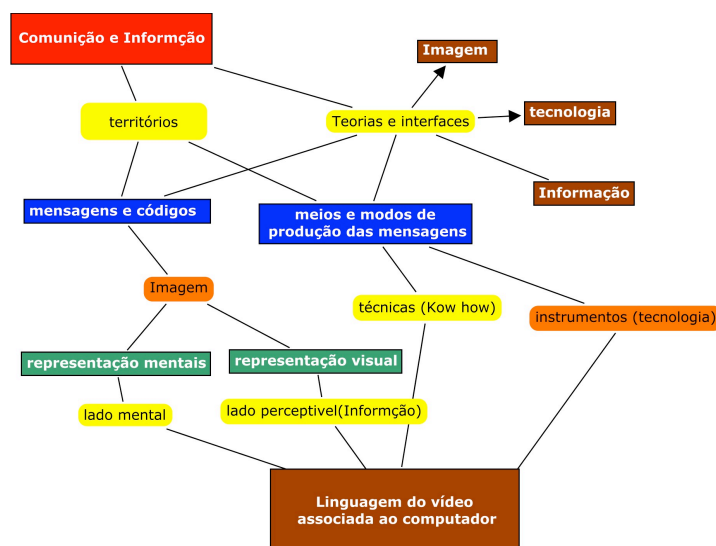 Comunição e Informção
Imagem
territórios
Teorias e interfaces
tecnologia
Informação
mensagens e códigos
meios e modos de
produção das mensagens
Imagem
técnicas (Kow how)
instrumentos (tecnologia)
representação mentais
representação visual
lado mental
lado perceptivel(Informção)
Linguagem do vídeo
associada ao computador